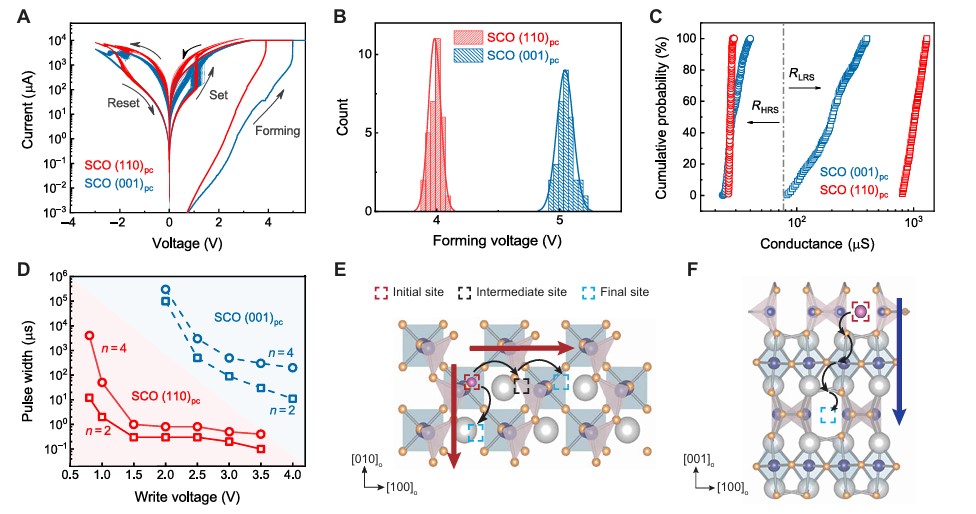 A
Current (μA)
10⁴
10³
10²
10¹
10⁰
10⁻¹
10⁻²
10⁻³
Reset
Set
Forming
SCO (110)pc
SCO (001)pc
−4 −2 0 2 4
Voltage (V)
B
Count
10
5
0
SCO (110)pc
SCO (001)pc
4 5
Forming voltage (V)
C
Cumulative probability (%)
100
80
60
40
20
0
RLRS
RHRS
SCO (001)pc
SCO (110)pc
10² 10³
Conductance (μS)
D
Pulse width (μs)
10⁶
10⁵
10⁴
10³
10²
10¹
10⁰
10⁻¹
SCO (001)pc
n = 4
n = 4
SCO (110)pc
n = 2
n = 2
0.5 1.0 1.5 2.0 2.5 3.0 3.5 4.0
Write voltage (V)
E
Initial site Intermediate site Final site
[010]o
[100]o
F
[001]o
[100]o